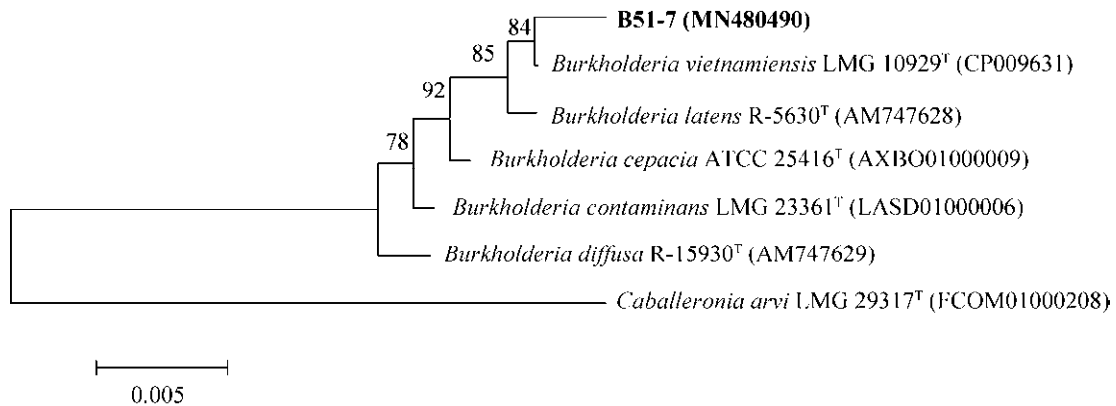 B51-7 (MN480490)
84
85
Burkholderia vietnamiensis LMG 10929ᵀ (CP009631)
92
Burkholderia latens R-5630ᵀ (AM747628)
78
Burkholderia cepacia ATCC 25416ᵀ (AXBO01000009)
Burkholderia contaminans LMG 23361ᵀ (LASD01000006)
Burkholderia diffusa R-15930ᵀ (AM747629)
Caballeronia arvi LMG 29317ᵀ (FCOM01000208)
0.005